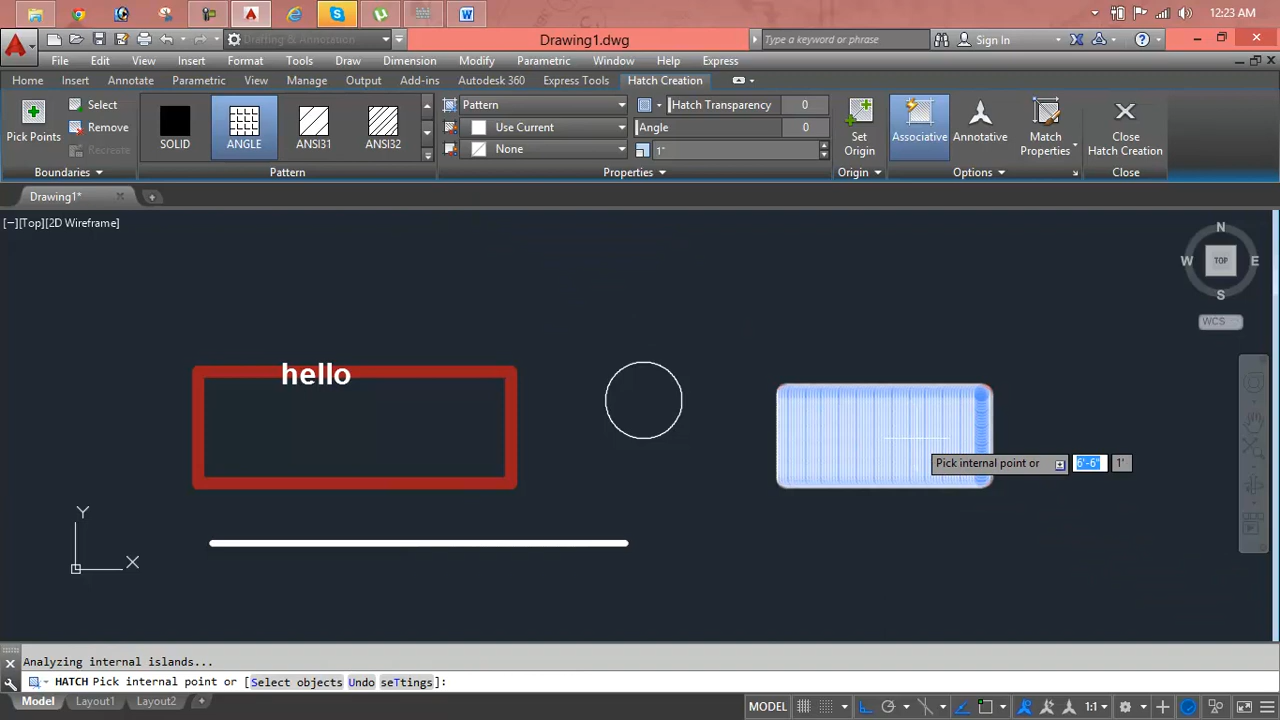 12:23 AM
Drafting & Annotation
Drawing1.dwg
Type a keyword or phrase
Sign In
File Edit View Insert Format Tools Draw Dimension Modify Parametric Window Help Express
Home Insert Annotate Parametric View Manage Output Add-ins Autodesk 360 Express Tools Hatch Creation
Pick Points
Select
Remove
Recreate
Boundaries
SOLID
ANGLE
ANSI31
ANSI32
Pattern
Pattern
Use Current
None
Hatch Transparency 0
Angle 0
1'
Properties
Set Origin
Origin
Associative
Annotative
Match Properties
Options
Close Hatch Creation
Close
Drawing1*
[−][Top][2D Wireframe]
N
W TOP E
S
WCS
hello
Pick internal point or 6'-6" 1'
Y
X
Analyzing internal islands...
HATCH Pick internal point or [Select objects Undo seTtings]:
Model Layout1 Layout2
MODEL 1:1